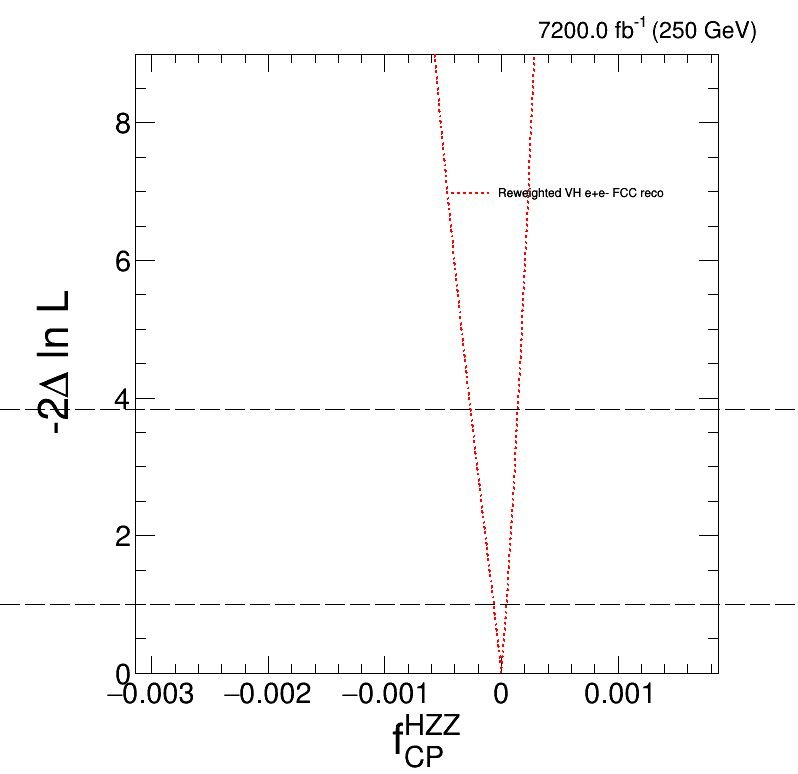 7200.0 fb-1 (250 GeV)
8
Reweighted VH e+e- FCC reco
6
-2Δ ln L
4
2
0
−0.003 −0.002 −0.001 0 0.001
fCPHZZ